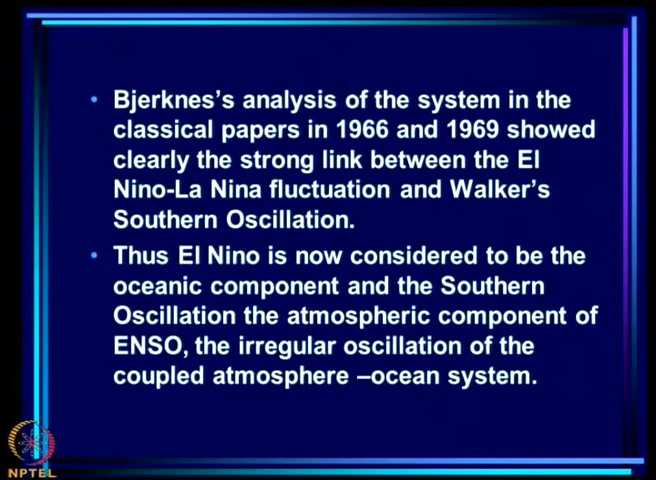 • Bjerknes's analysis of the system in the
classical papers in 1966 and 1969 showed
clearly the strong link between the El
Nino-La Nina fluctuation and Walker's
Southern Oscillation.
• Thus El Nino is now considered to be the
oceanic component and the Southern
Oscillation the atmospheric component of
ENSO, the irregular oscillation of the
coupled atmosphere –ocean system.
NPTEL